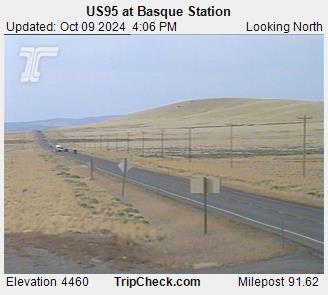 US95 at Basque Station
Updated: Oct 09 2024 4:06 PM Looking North
Elevation 4460 TripCheck.com Milepost 91.62